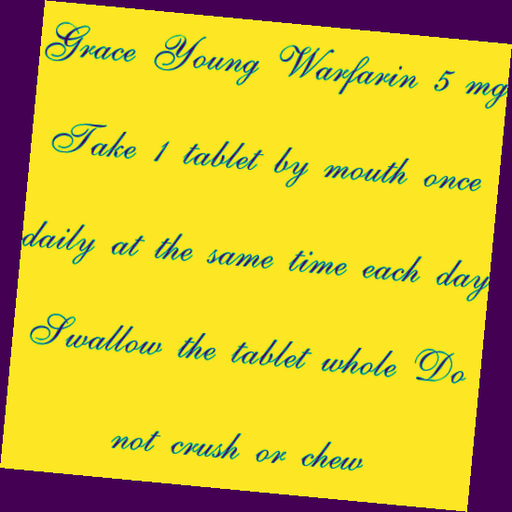 Grace Young Warfarin 5 mg
Take 1 tablet by mouth once
daily at the same time each day
Swallow the tablet whole Do
not crush or chew